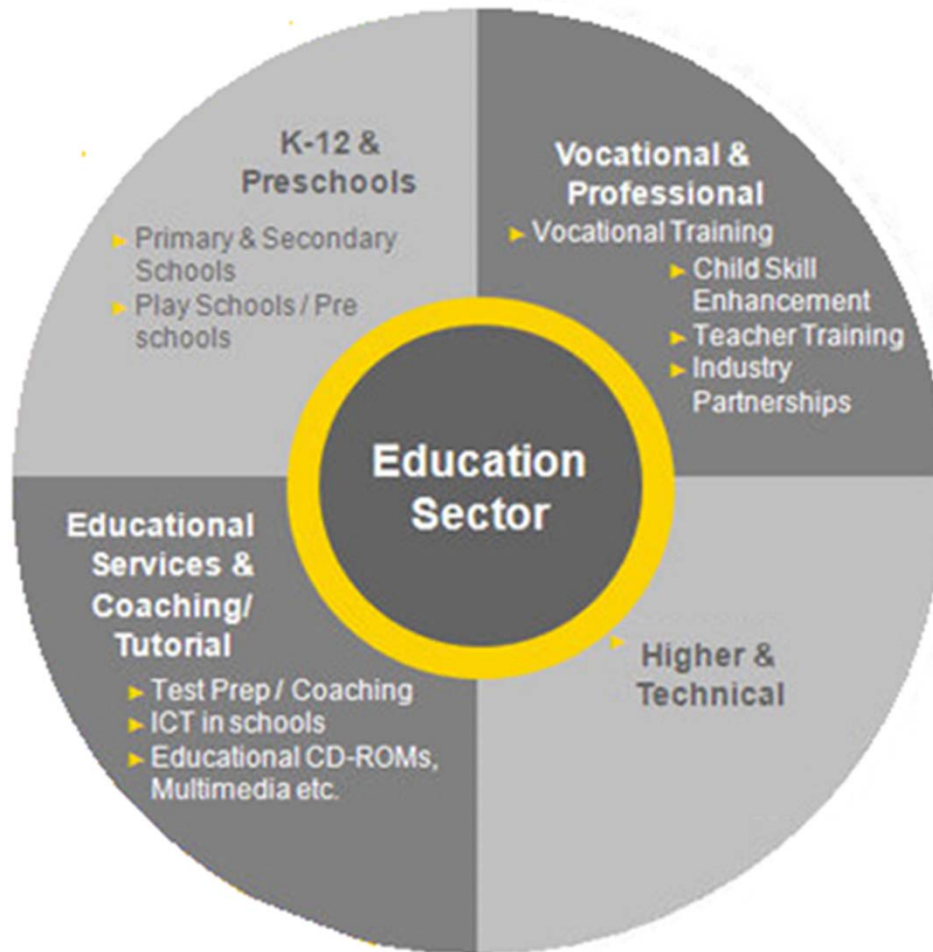 K-12 &
Preschools
► Primary & Secondary
Schools
► Play Schools / Pre
schools
Vocational &
Professional
► Vocational Training
► Child Skill
Enhancement
► Teacher Training
► Industry
Partnerships
Education
Sector
Educational
Services &
Coaching/
Tutorial
► Test Prep / Coaching
► ICT in schools
► Educational CD-ROMs,
Multimedia etc.
► Higher &
Technical